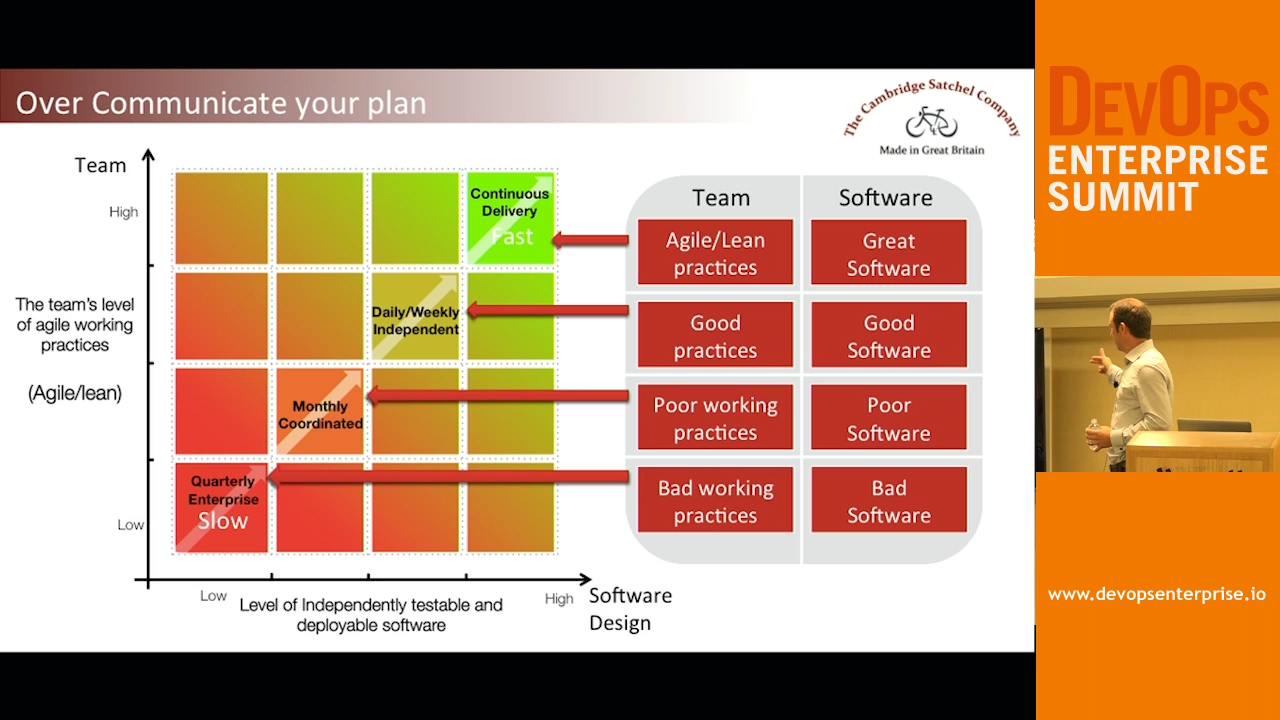 Over Communicate your plan
The Cambridge Satchel Company
Made in Great Britain
DEVOPS
ENTERPRISE
SUMMIT
Team
High
The team's level
of agile working
practices
(Agile/lean)
Low
Continuous
Delivery
Fast
Daily/Weekly
Independent
Monthly
Coordinated
Quarterly
Enterprise
Slow
Low
Level of Independently testable and
deployable software
High
Software
Design
Team
Software
Agile/Lean
practices
Great
Software
Good
practices
Good
Software
Poor working
practices
Poor
Software
Bad working
practices
Bad
Software
www.devopsenterprise.io